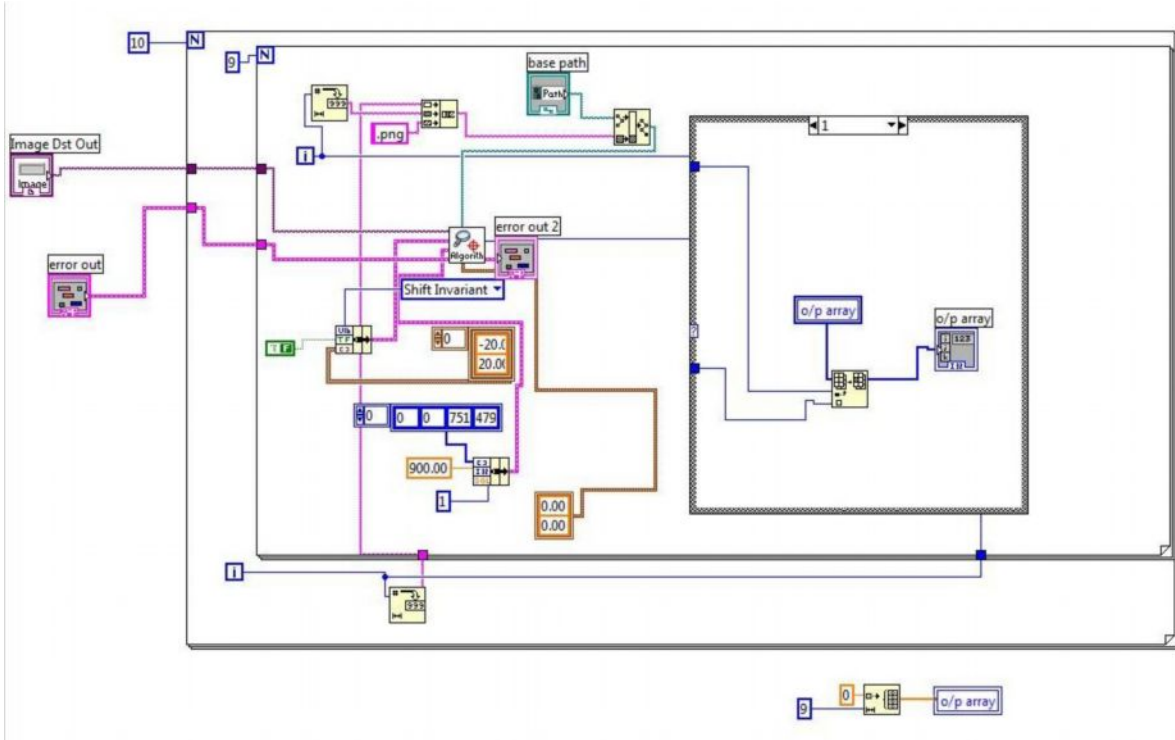 10
N
9
N
base path
Path
???
.png
i
1
Image Dst Out
Image
error out 2
Algorith
error out
Shift Invariant
o/p array
o/p array
123
?
TF
0
-20.0
20.00
0
0
0
751
479
900.00
1
0.00
0.00
i
???
0
9
o/p array